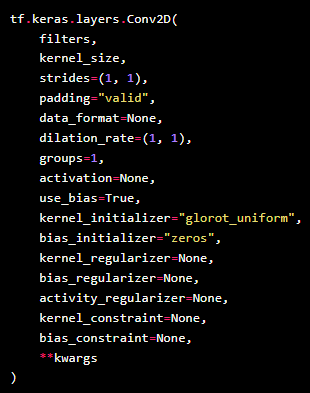 tf.keras.layers.Conv2D(
    filters,
    kernel_size,
    strides=(1, 1),
    padding="valid",
    data_format=None,
    dilation_rate=(1, 1),
    groups=1,
    activation=None,
    use_bias=True,
    kernel_initializer="glorot_uniform",
    bias_initializer="zeros",
    kernel_regularizer=None,
    bias_regularizer=None,
    activity_regularizer=None,
    kernel_constraint=None,
    bias_constraint=None,
    **kwargs
)